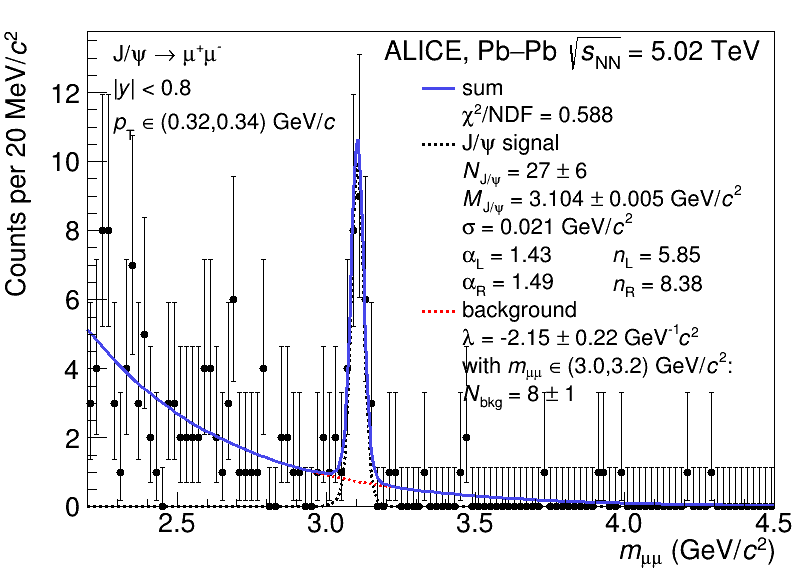 Counts per 20 MeV/c²
J/ψ → μ⁺μ⁻
|y| < 0.8
p_T ∈ (0.32,0.34) GeV/c
ALICE, Pb–Pb √s_NN = 5.02 TeV
sum
χ²/NDF = 0.588
J/ψ signal
N_J/ψ = 27 ± 6
M_J/ψ = 3.104 ± 0.005 GeV/c²
σ = 0.021 GeV/c²
α_L = 1.43 n_L = 5.85
α_R = 1.49 n_R = 8.38
background
λ = -2.15 ± 0.22 GeV⁻¹c²
with m_μμ ∈ (3.0,3.2) GeV/c²:
N_bkg = 8 ± 1
12
10
8
6
4
2
0
2.5 3.0 3.5 4.0 4.5
m_μμ (GeV/c²)